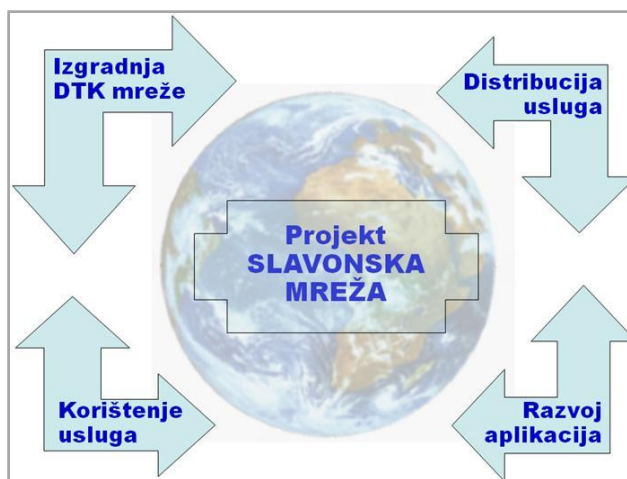 Izgradnja
DTK mreže
Distribucija
usluga
Projekt
SLAVONSKA
MREŽA
Korištenje
usluga
Razvoj
aplikacija